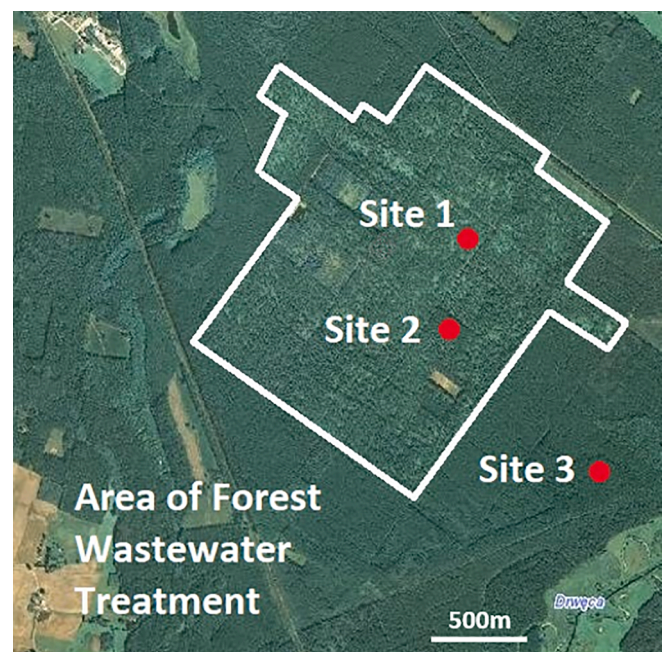 Site 1
Site 2
Site 3
Area of Forest
Wastewater
Treatment
500m
Drwęca